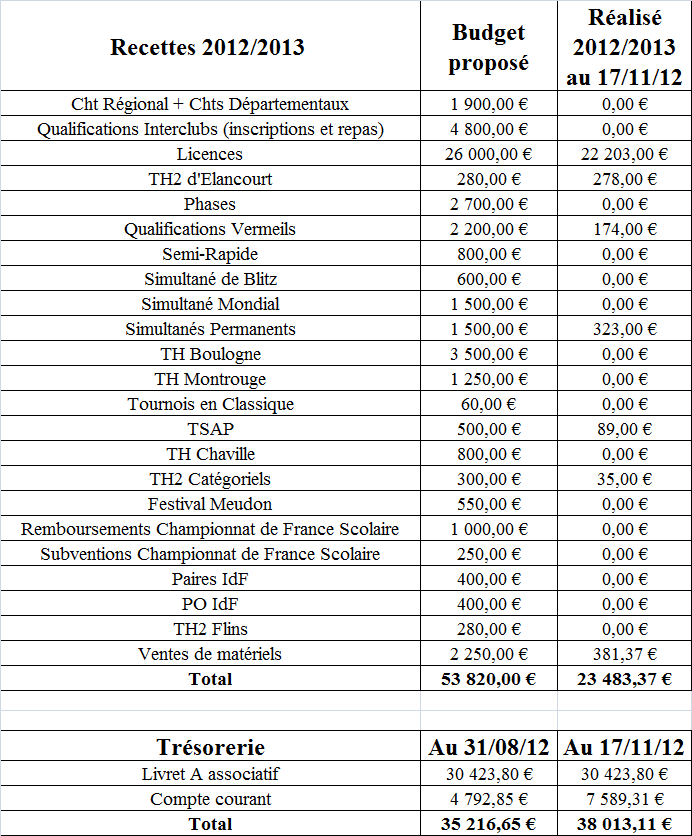 Recettes 2012/2013 Budget proposé Réalisé 2012/2013 au 17/11/12
Cht Régional + Chts Départementaux 1 900,00 € 0,00 €
Qualifications Interclubs (inscriptions et repas) 4 800,00 € 0,00 €
Licences 26 000,00 € 22 203,00 €
TH2 d'Elancourt 280,00 € 278,00 €
Phases 2 700,00 € 0,00 €
Qualifications Vermeils 2 200,00 € 174,00 €
Semi-Rapide 800,00 € 0,00 €
Simultané de Blitz 600,00 € 0,00 €
Simultané Mondial 1 500,00 € 0,00 €
Simultanés Permanents 1 500,00 € 323,00 €
TH Boulogne 3 500,00 € 0,00 €
TH Montrouge 1 250,00 € 0,00 €
Tournois en Classique 60,00 € 0,00 €
TSAP 500,00 € 89,00 €
TH Chaville 800,00 € 0,00 €
TH2 Catégoriels 300,00 € 35,00 €
Festival Meudon 550,00 € 0,00 €
Remboursements Championnat de France Scolaire 1 000,00 € 0,00 €
Subventions Championnat de France Scolaire 250,00 € 0,00 €
Paires IdF 400,00 € 0,00 €
PO IdF 400,00 € 0,00 €
TH2 Flins 280,00 € 0,00 €
Ventes de matériels 2 250,00 € 381,37 €
Total 53 820,00 € 23 483,37 €
Trésorerie Au 31/08/12 Au 17/11/12
Livret A associatif 30 423,80 € 30 423,80 €
Compte courant 4 792,85 € 7 589,31 €
Total 35 216,65 € 38 013,11 €